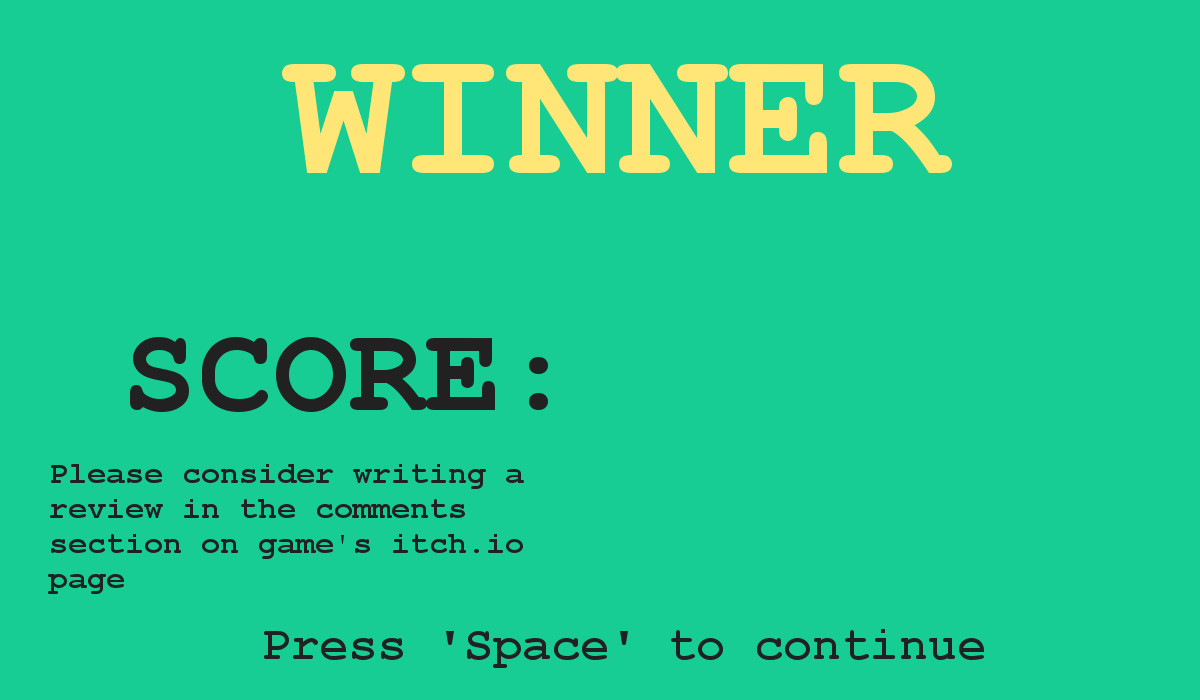 WINNER
SCORE:
Please consider writing a
review in the comments
section on game's itch.io
page
Press 'Space' to continue